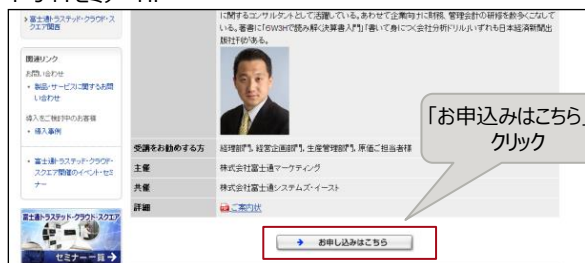 富士通トラステッド・クラウド・ス
クエア関西
関連リンク
お問い合わせ
製品・サービスに関するお問
い合わせ
導入をご検討中のお客様
導入事例
富士通トラステッド・クラウド・
スクエア開催のイベント・セミ
ナー
富士通トラステッド・クラウド・スクエア
セミナー一覧
に関するコンサルタントとして活躍している。あわせて企業向けに財務、管理会計の研修を数多くこなして
いる。著書に「6W3Hで読み解く決算書入門」「書いて身につく会社分析ドリル」いずれも日本経済新聞出
版社刊がある。
受講をお勧めする方 経理部門、経営企画部門、生産管理部門、原価ご担当者様
主催 株式会社富士通マーケティング
共催 株式会社富士通システムズ・イースト
詳細 ご案内状
お申し込みはこちら
「お申込みはこちら」
クリック